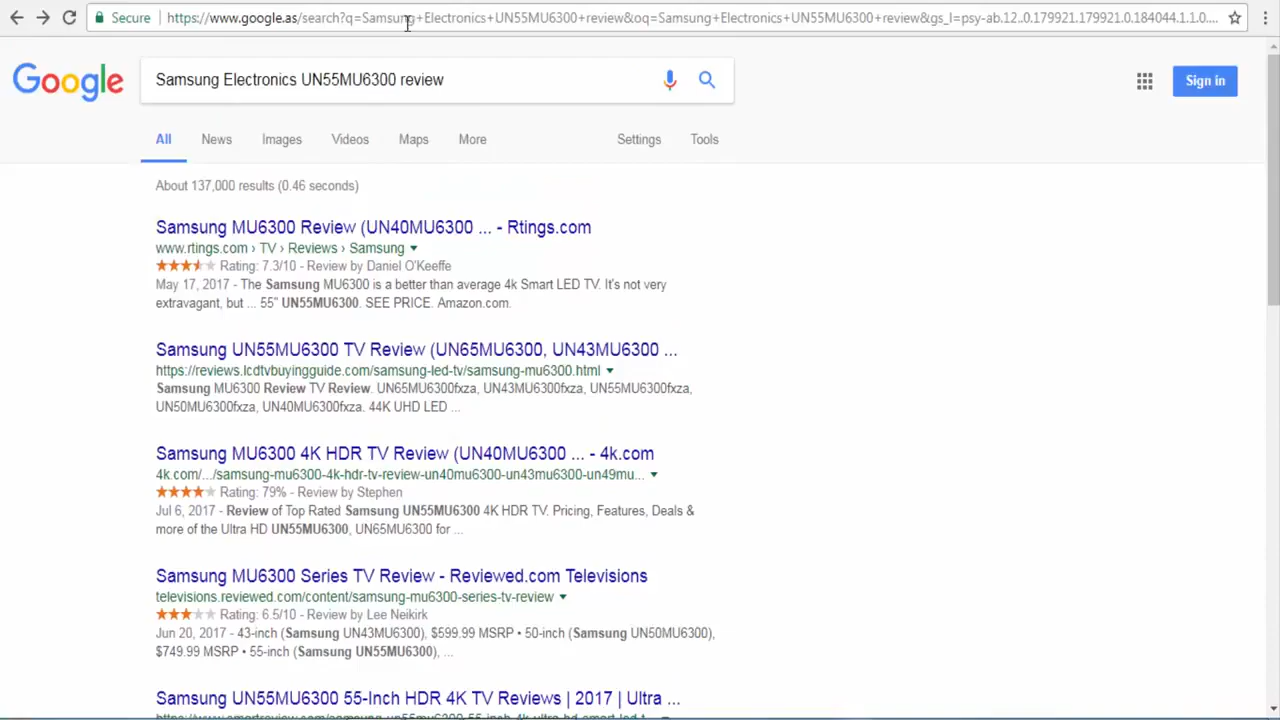 Secure https://www.google.as/search?q=Samsung+Electronics+UN55MU6300+review&oq=Samsung+Electronics+UN55MU6300+review&gs_l=psy-ab.12..0.179921.179921.0.184044.1.1.0....
Google Samsung Electronics UN55MU6300 review Sign in
All News Images Videos Maps More Settings Tools
About 137,000 results (0.46 seconds)
Samsung MU6300 Review (UN40MU6300 ... - Rtings.com
www.rtings.com › TV › Reviews › Samsung
Rating: 7.3/10 - Review by Daniel O'Keeffe
May 17, 2017 - The Samsung MU6300 is a better than average 4k Smart LED TV. It's not very
extravagant, but ... 55" UN55MU6300. SEE PRICE. Amazon.com.
Samsung UN55MU6300 TV Review (UN65MU6300, UN43MU6300 ...
https://reviews.lcdtvbuyingguide.com/samsung-led-tv/samsung-mu6300.html
Samsung MU6300 Review TV Review. UN65MU6300fxza, UN43MU6300fxza, UN55MU6300fxza,
UN50MU6300fxza, UN40MU6300fxza. 44K UHD LED ...
Samsung MU6300 4K HDR TV Review (UN40MU6300 ... - 4k.com
4k.com/.../samsung-mu6300-4k-hdr-tv-review-un40mu6300-un43mu6300-un49mu...
Rating: 79% - Review by Stephen
Jul 6, 2017 - Review of Top Rated Samsung UN55MU6300 4K HDR TV. Pricing, Features, Deals &
more of the Ultra HD UN55MU6300, UN65MU6300 for ...
Samsung MU6300 Series TV Review - Reviewed.com Televisions
televisions.reviewed.com/content/samsung-mu6300-series-tv-review
Rating: 6.5/10 - Review by Lee Neikirk
Jun 20, 2017 - 43-inch (Samsung UN43MU6300), $599.99 MSRP • 50-inch (Samsung UN50MU6300),
$749.99 MSRP • 55-inch (Samsung UN55MU6300), ...
Samsung UN55MU6300 55-Inch HDR 4K TV Reviews | 2017 | Ultra ...